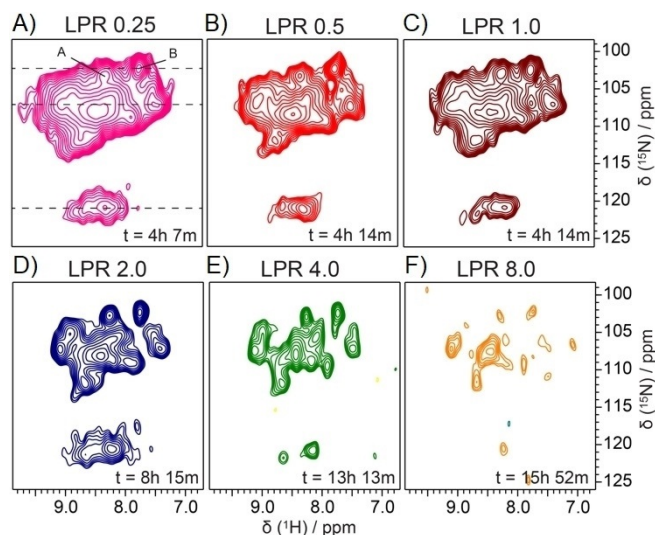 A) LPR 0.25
B) LPR 0.5
C) LPR 1.0
A
B
100
105
110
115
120
125
δ (¹⁵N) / ppm
t = 4h 7m
t = 4h 14m
t = 4h 14m
D) LPR 2.0
E) LPR 4.0
F) LPR 8.0
100
105
110
115
120
125
δ (¹⁵N) / ppm
t = 8h 15m
t = 13h 13m
t = 15h 52m
9.0 8.0 7.0
9.0 8.0 7.0
9.0 8.0 7.0
δ (¹H) / ppm